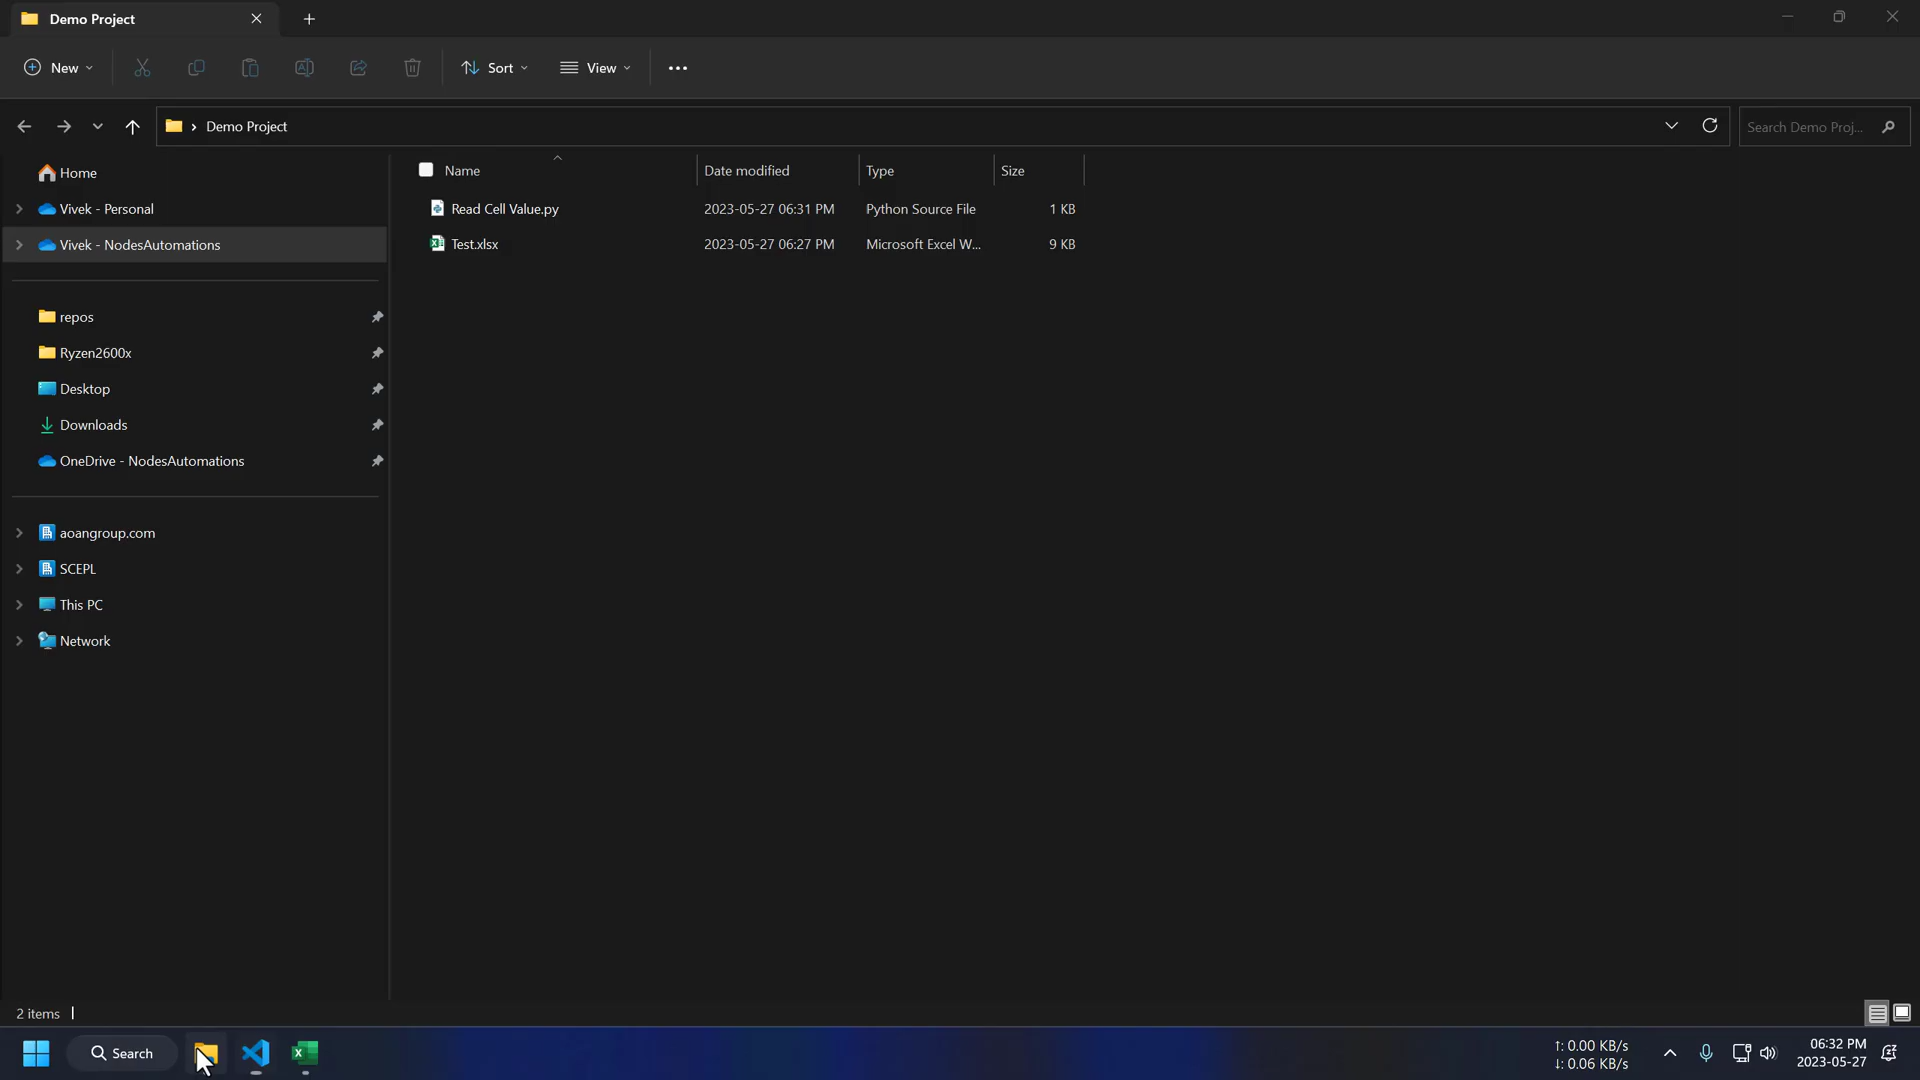 Demo Project
New
Sort
View
Demo Project
Search Demo Proj...
Home
Vivek - Personal
Vivek - NodesAutomations
repos
Ryzen2600x
Desktop
Downloads
OneDrive - NodesAutomations
aoangroup.com
SCEPL
This PC
Network
Name Date modified Type Size
Read Cell Value.py 2023-05-27 06:31 PM Python Source File 1 KB
Test.xlsx 2023-05-27 06:27 PM Microsoft Excel W... 9 KB
2 items
Search
↑: 0.00 KB/s
↓: 0.06 KB/s
06:32 PM
2023-05-27